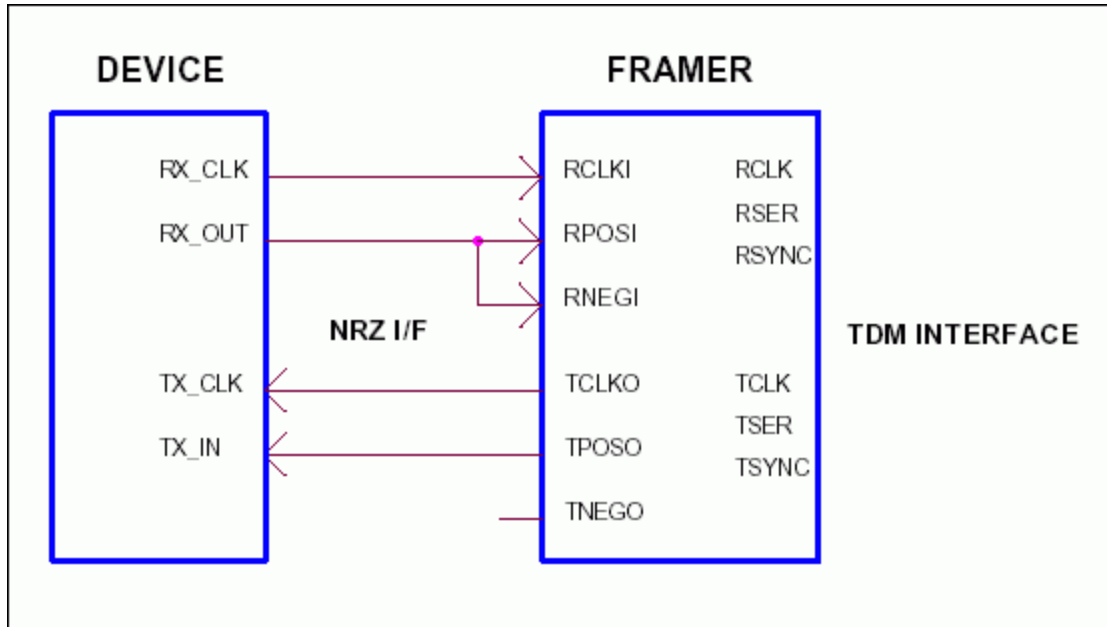 DEVICE
FRAMER
RX_CLK
RX_OUT
TX_CLK
TX_IN
NRZ I/F
RCLKI
RPOSI
RNEGI
TCLKO
TPOSO
TNEGO
RCLK
RSER
RSYNC
TCLK
TSER
TSYNC
TDM INTERFACE